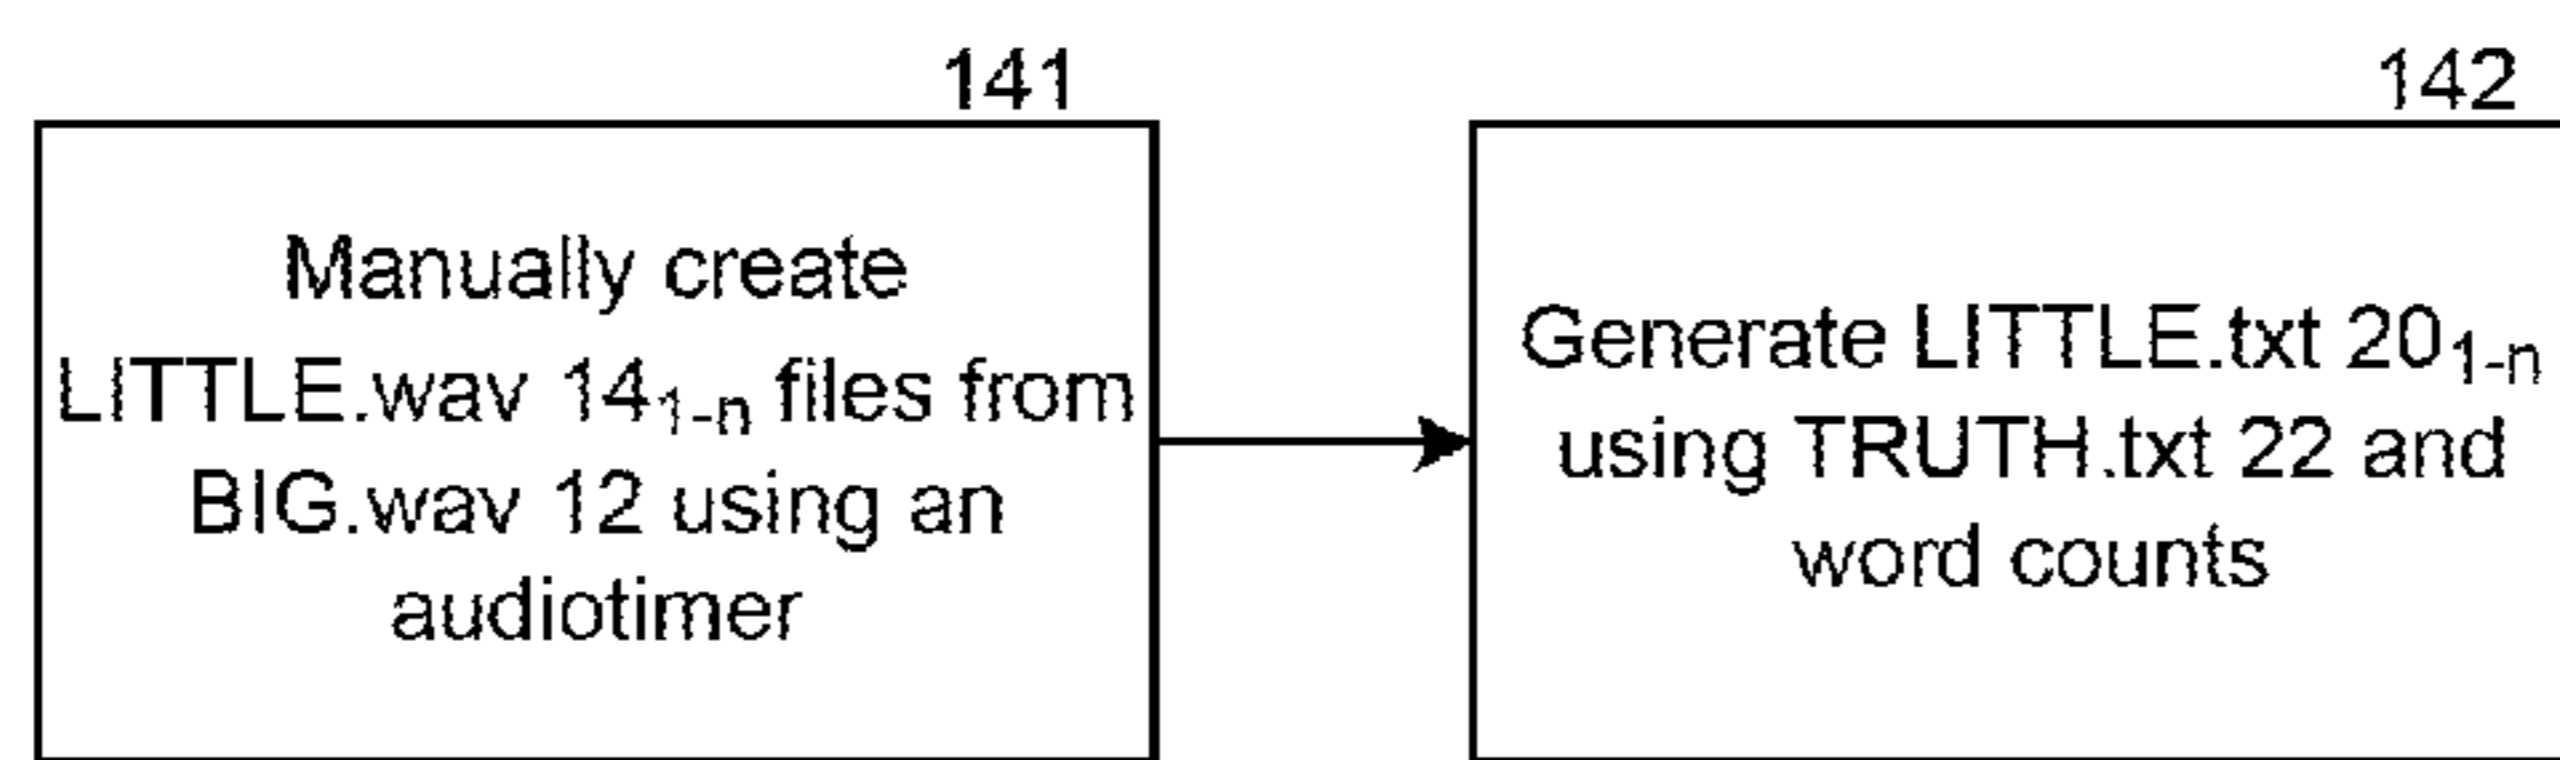 141
Manually create
LITTLE.wav 14₁₋ₙ files from
BIG.wav 12 using an
audiotimer
142
Generate LITTLE.txt 20₁₋ₙ
using TRUTH.txt 22 and
word counts